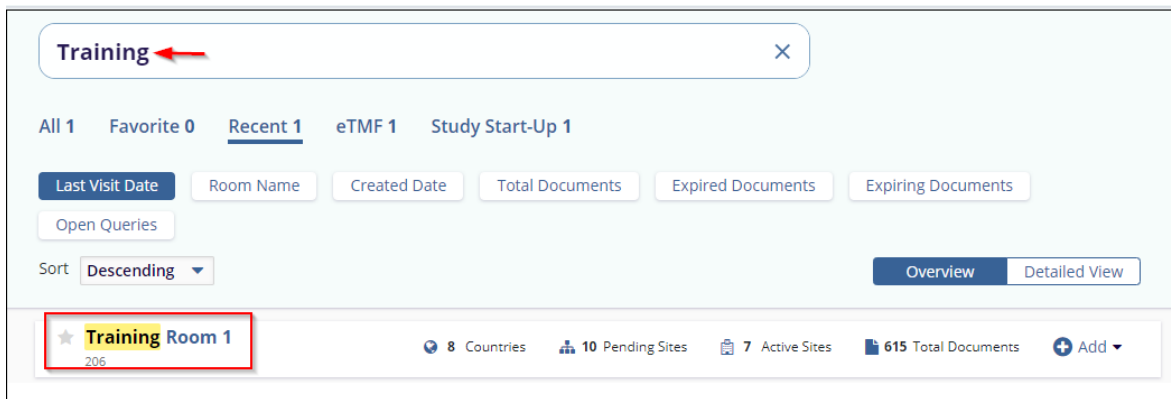 Training
All 1 Favorite 0 Recent 1 eTMF 1 Study Start-Up 1
Last Visit Date Room Name Created Date Total Documents Expired Documents Expiring Documents
Open Queries
Sort Descending Overview Detailed View
Training Room 1
206
8 Countries 10 Pending Sites 7 Active Sites 615 Total Documents Add